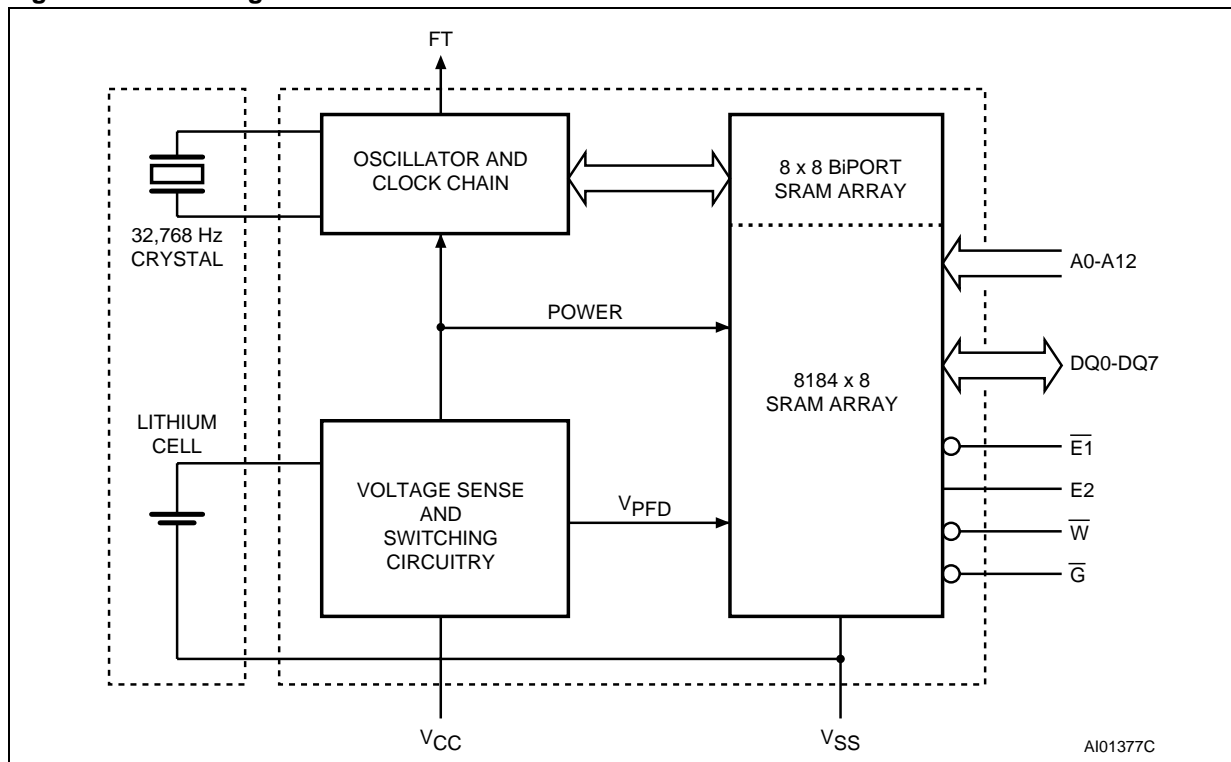 FT
OSCILLATOR AND
CLOCK CHAIN
8 x 8 BiPORT
SRAM ARRAY
32,768 Hz
CRYSTAL
A0-A12
POWER
DQ0-DQ7
8184 x 8
SRAM ARRAY
LITHIUM
CELL
E1
VOLTAGE SENSE
AND
SWITCHING
CIRCUITRY
E2
VPFD
W
G
VCC
VSS
AI01377C